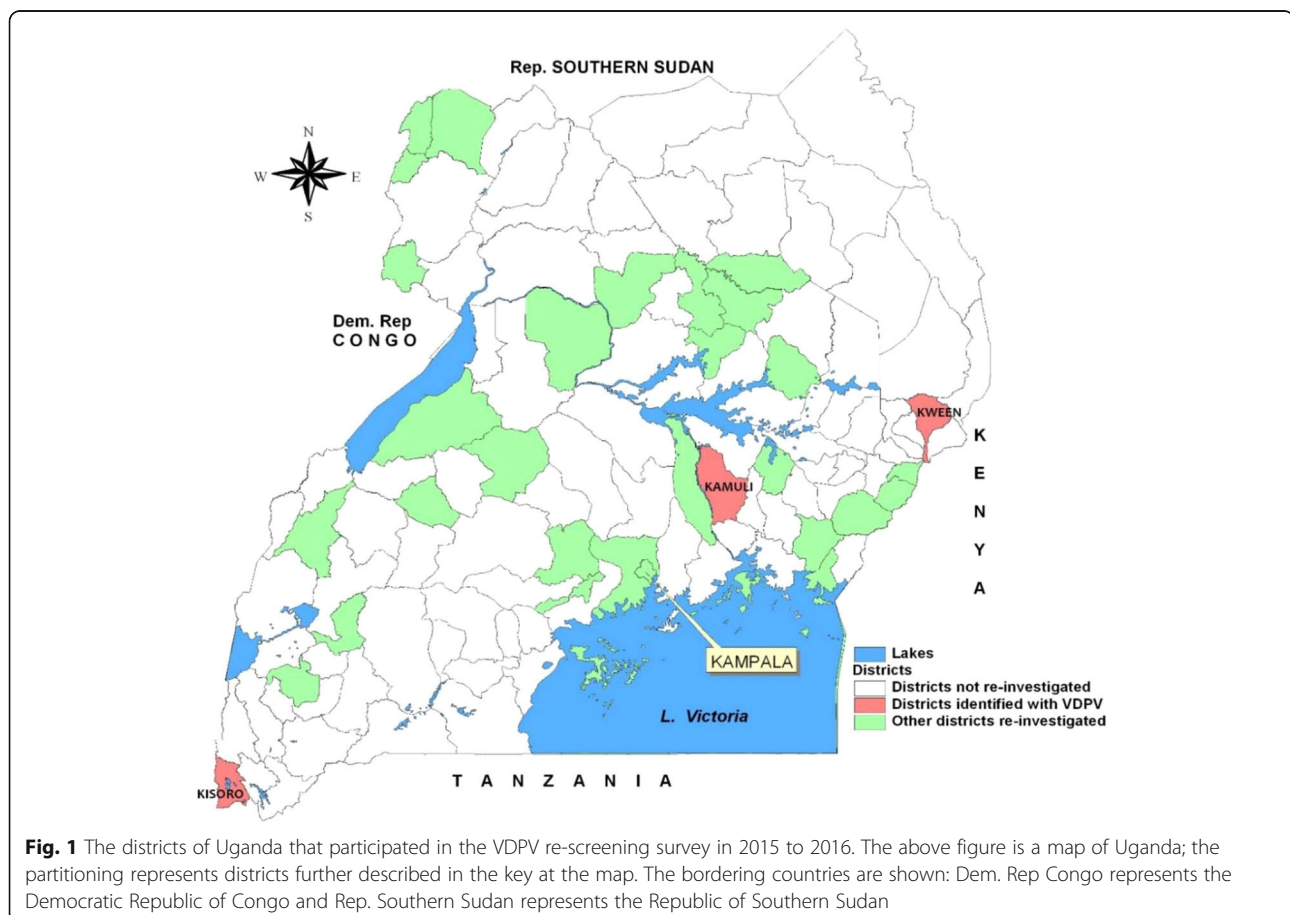 Rep. SOUTHERN SUDAN
N
W E
S
Dem. Rep
CONGO
KWEEN
K
E
N
Y
A
KAMULI
KAMPALA
Lakes
Districts
Districts not re-investigated
Districts identified with VDPV
Other districts re-investigated
L. Victoria
KISORO
T A N Z A N I A
Fig. 1 The districts of Uganda that participated in the VDPV re-screening survey in 2015 to 2016. The above figure is a map of Uganda; the
partitioning represents districts further described in the key at the map. The bordering countries are shown: Dem. Rep Congo represents the
Democratic Republic of Congo and Rep. Southern Sudan represents the Republic of Southern Sudan